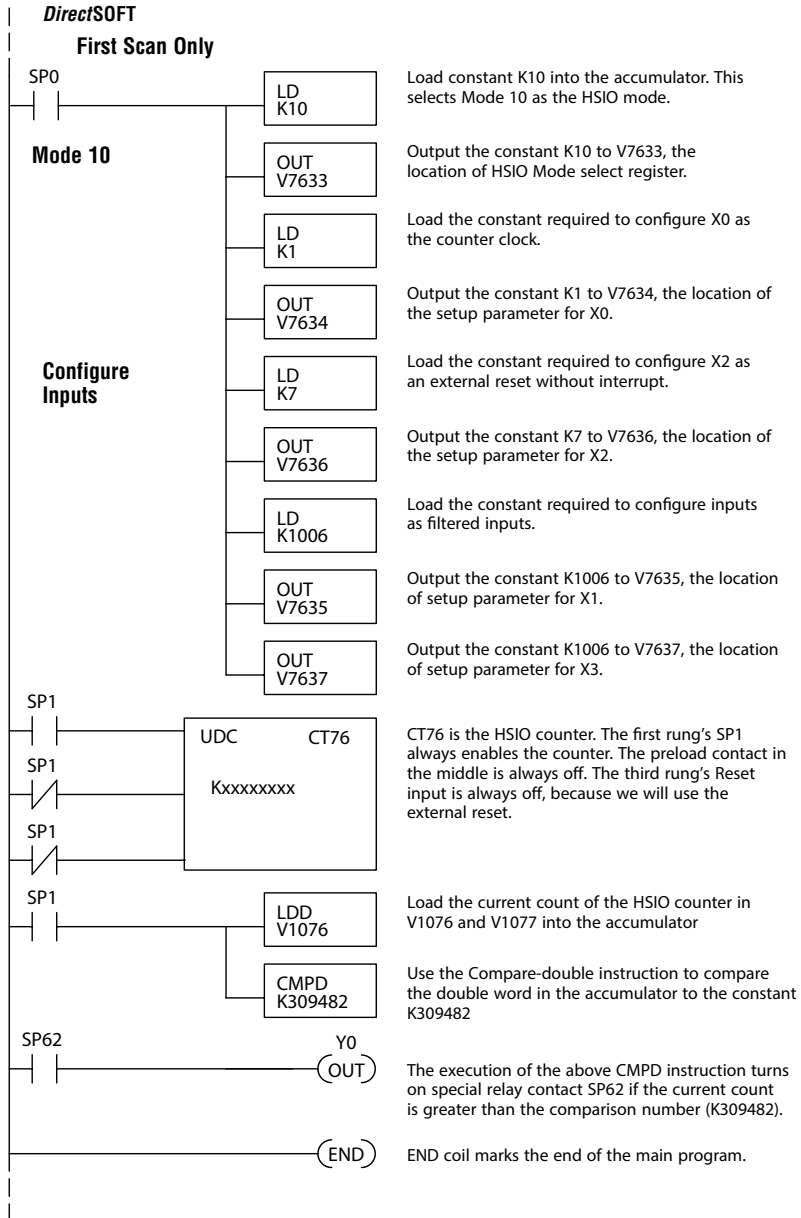 DirectSOFT
First Scan Only
SP0
LD
K10
Load constant K10 into the accumulator. This
selects Mode 10 as the HSIO mode.
Mode 10
OUT
V7633
Output the constant K10 to V7633, the
location of HSIO Mode select register.
LD
K1
Load the constant required to configure X0 as
the counter clock.
OUT
V7634
Output the constant K1 to V7634, the location of
the setup parameter for X0.
Configure
Inputs
LD
K7
Load the constant required to configure X2 as
an external reset without interrupt.
OUT
V7636
Output the constant K7 to V7636, the location of
the setup parameter for X2.
LD
K1006
Load the constant required to configure inputs
as filtered inputs.
OUT
V7635
Output the constant K1006 to V7635, the location
of setup parameter for X1.
OUT
V7637
Output the constant K1006 to V7637, the location
of setup parameter for X3.
SP1
UDC CT76
Kxxxxxxxx
SP1
SP1
CT76 is the HSIO counter. The first rung's SP1
always enables the counter. The preload contact in
the middle is always off. The third rung's Reset
input is always off, because we will use the
external reset.
SP1
LDD
V1076
Load the current count of the HSIO counter in
V1076 and V1077 into the accumulator
CMPD
K309482
Use the Compare-double instruction to compare
the double word in the accumulator to the constant
K309482
SP62
Y0
OUT
The execution of the above CMPD instruction turns
on special relay contact SP62 if the current count
is greater than the comparison number (K309482).
END
END coil marks the end of the main program.